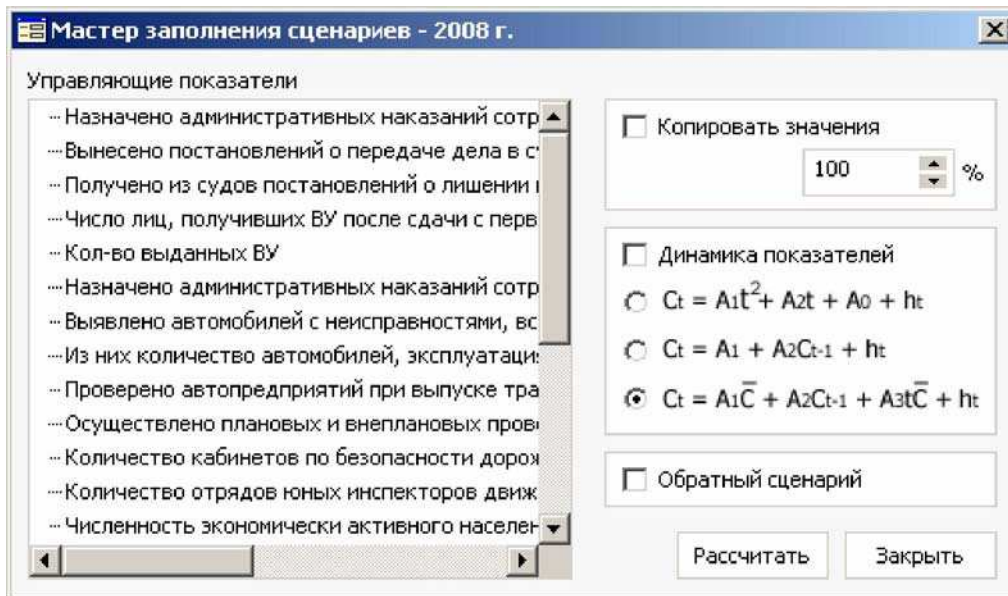 Мастер заполнения сценариев - 2008 г.
Управляющие показатели
Назначено административных наказаний сотр
Вынесено постановлений о передаче дела в с
Получено из судов постановлений о лишении
Число лиц, получивших ВУ после сдачи с перв
Кол-во выданных ВУ
Назначено административных наказаний сотр
Выявлено автомобилей с неисправностями, вс
Из них количество автомобилей, эксплуатаци
Проверено автопредприятий при выпуске тра
Осуществлено плановых и внеплановых пров
Количество кабинетов по безопасности дорож
Количество отрядов юных инспекторов движ
Численность экономически активного населен
Копировать значения
100 %
Динамика показателей
Ct = A1t² + A2t + A0 + ht
Ct = A1 + A2Ct-1 + ht
Ct = A1C̅ + A2Ct-1 + A3tC̅ + ht
Обратный сценарий
Рассчитать
Закрыть